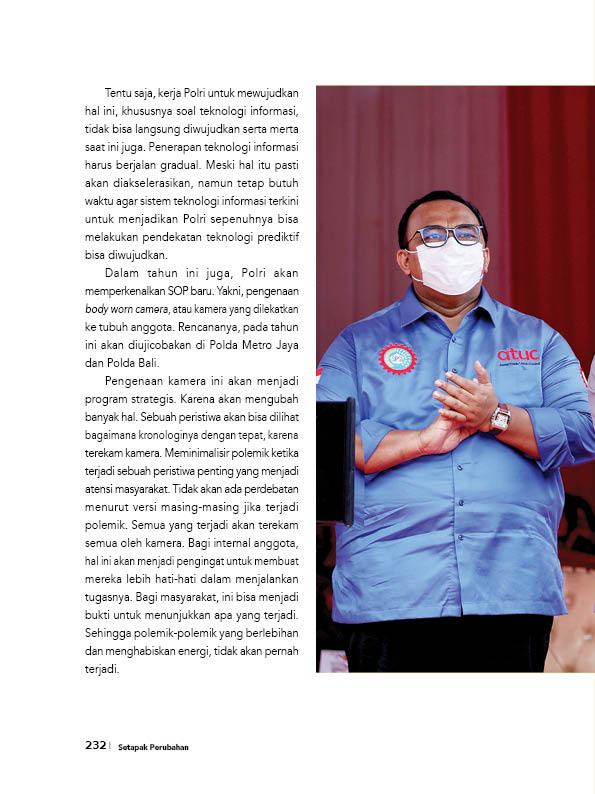 Tentu saja, kerja Polri untuk mewujudkan
hal ini, khususnya soal teknologi informasi,
tidak bisa langsung diwujudkan serta merta
saat ini juga. Penerapan teknologi informasi
harus berjalan gradual. Meski hal itu pasti
akan diakselerasikan, namun tetap butuh
waktu agar sistem teknologi informasi terkini
untuk menjadikan Polri sepenuhnya bisa
melakukan pendekatan teknologi prediktif
bisa diwujudkan.
Dalam tahun ini juga, Polri akan
memperkenalkan SOP baru. Yakni, pengenaan
body worn camera, atau kamera yang dilekatkan
ke tubuh anggota. Rencananya, pada tahun
ini akan diujicobakan di Polda Metro Jaya
dan Polda Bali.
Pengenaan kamera ini akan menjadi
program strategis. Karena akan mengubah
banyak hal. Sebuah peristiwa akan bisa dilihat
bagaimana kronologinya dengan tepat, karena
terekam kamera. Meminimalisir polemik ketika
terjadi sebuah peristiwa penting yang menjadi
atensi masyarakat. Tidak akan ada perdebatan
menurut versi masing-masing jika terjadi
polemik. Semua yang terjadi akan terekam
semua oleh kamera. Bagi internal anggota,
hal ini akan menjadi pengingat untuk membuat
mereka lebih hati-hati dalam menjalankan
tugasnya. Bagi masyarakat, ini bisa menjadi
bukti untuk menunjukkan apa yang terjadi.
Sehingga polemik-polemik yang berlebihan
dan menghabiskan energi, tidak akan pernah
terjadi.
atuc
232 | Setapak Perubahan